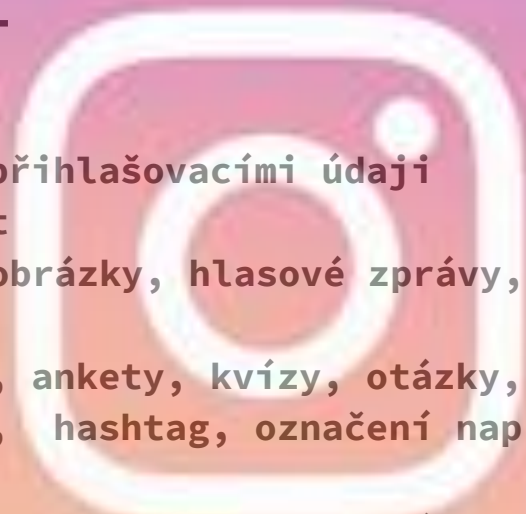 přihlašovacími údaji
obrázky, hlasové zprávy,
, ankety, kvízy, otázky,
, hashtag, označení nap